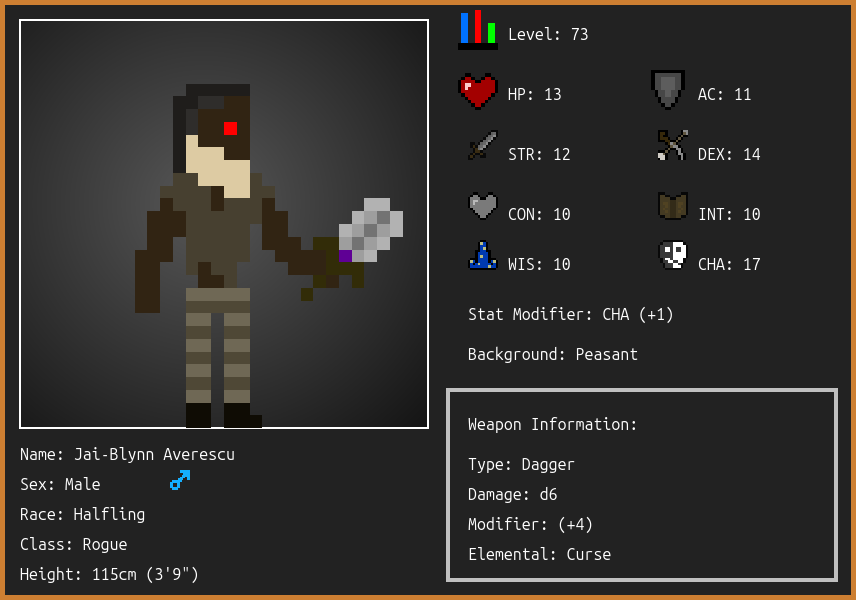 Level: 73
HP: 13
AC: 11
STR: 12
DEX: 14
CON: 10
INT: 10
WIS: 10
CHA: 17
Stat Modifier: CHA (+1)
Background: Peasant
Name: Jai-Blynn Averescu
Sex: Male
Race: Halfling
Class: Rogue
Height: 115cm (3'9")
Weapon Information:
Type: Dagger
Damage: d6
Modifier: (+4)
Elemental: Curse